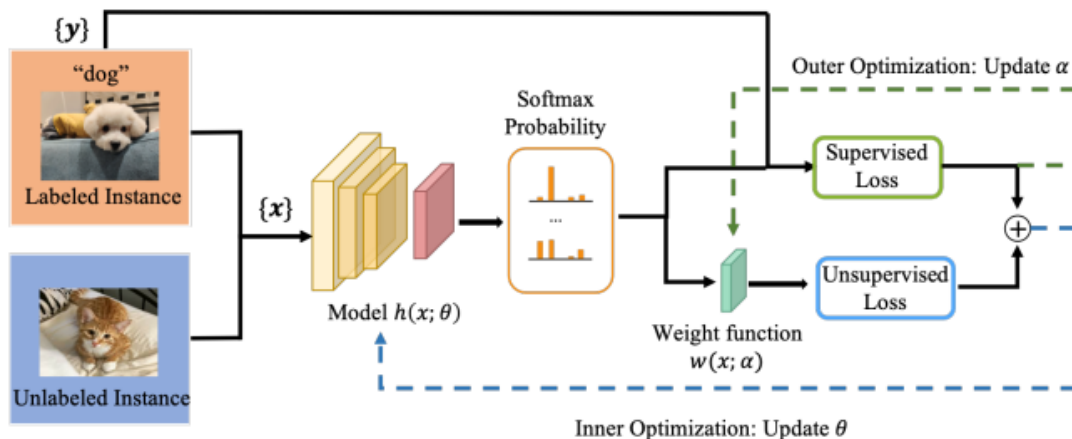 {y}
"dog"
Labeled Instance
{x}
Unlabeled Instance
Model h(x; θ)
Softmax
Probability
...
Outer Optimization: Update α
Supervised
Loss
+
Unsupervised
Loss
Weight function
w(x; α)
Inner Optimization: Update θ